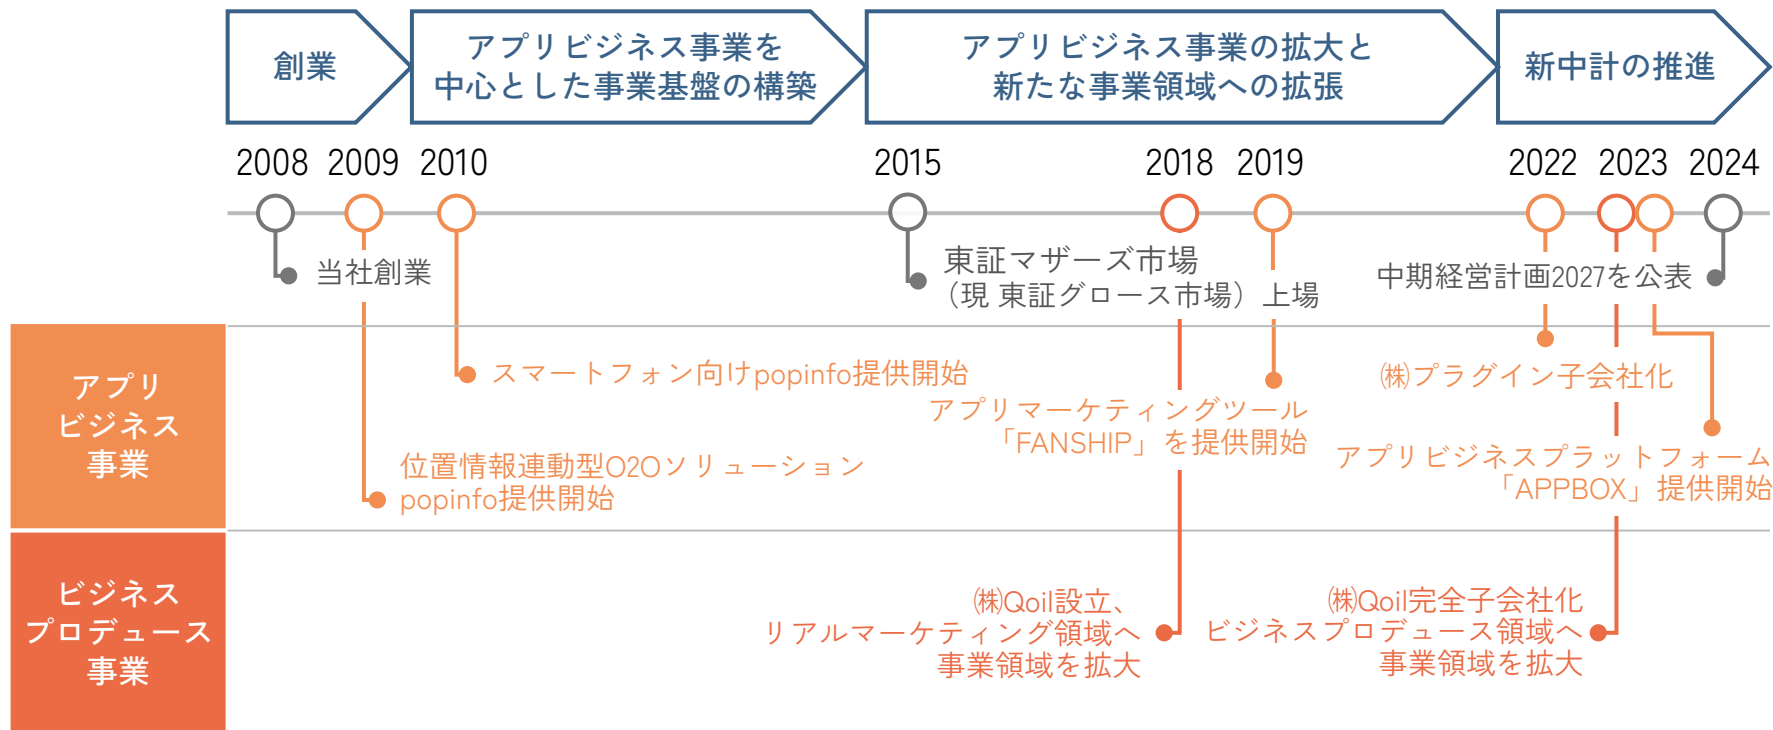 創業
アプリビジネス事業を
中心とした事業基盤の構築
アプリビジネス事業の拡大と
新たな事業領域への拡張
新中計の推進
2008
2009
2010
2015
2018
2019
2022
2023
2024
当社創業
東証マザーズ市場
（現 東証グロース市場）上場
中期経営計画2027を公表
アプリ
ビジネス
事業
スマートフォン向けpopinfo提供開始
位置情報連動型O2Oソリューション
popinfo提供開始
アプリマーケティングツール
「FANSHIP」を提供開始
㈱プラグイン子会社化
アプリビジネスプラットフォーム
「APPBOX」提供開始
ビジネス
プロデュース
事業
㈱Qoil設立、
リアルマーケティング領域へ
事業領域を拡大
㈱Qoil完全子会社化
ビジネスプロデュース領域へ
事業領域を拡大